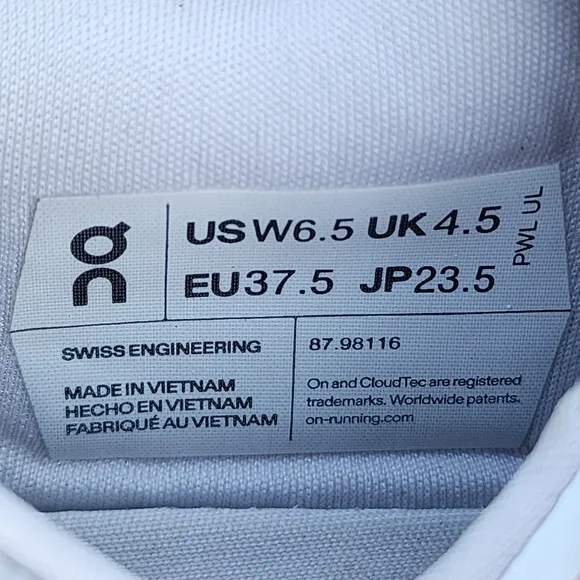 US W6.5 UK 4.5
EU 37.5 JP 23.5
PWL UL
SWISS ENGINEERING
87.98116
MADE IN VIETNAM
HECHO EN VIETNAM
FABRIQUÉ AU VIETNAM
On and CloudTec are registered
trademarks. Worldwide patents.
on-running.com